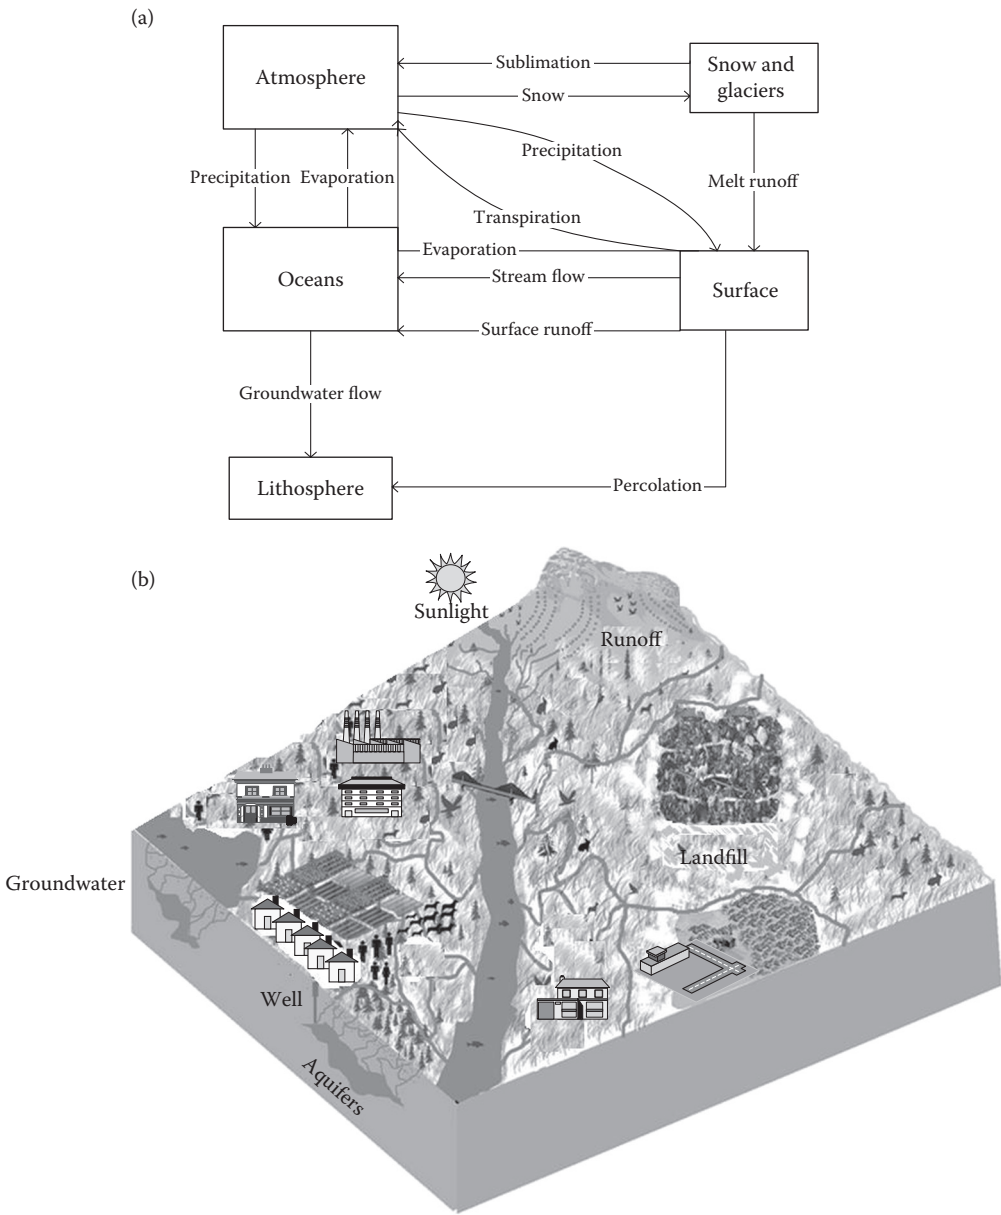 (a)
Atmosphere
Sublimation
Snow and
glaciers
Snow
Precipitation
Precipitation
Evaporation
Melt runoff
Transpiration
Evaporation
Oceans
Stream flow
Surface
Surface runoff
Groundwater flow
Lithosphere
Percolation
(b)
Sunlight
Runoff
Landfill
Groundwater
Well
Aquifers